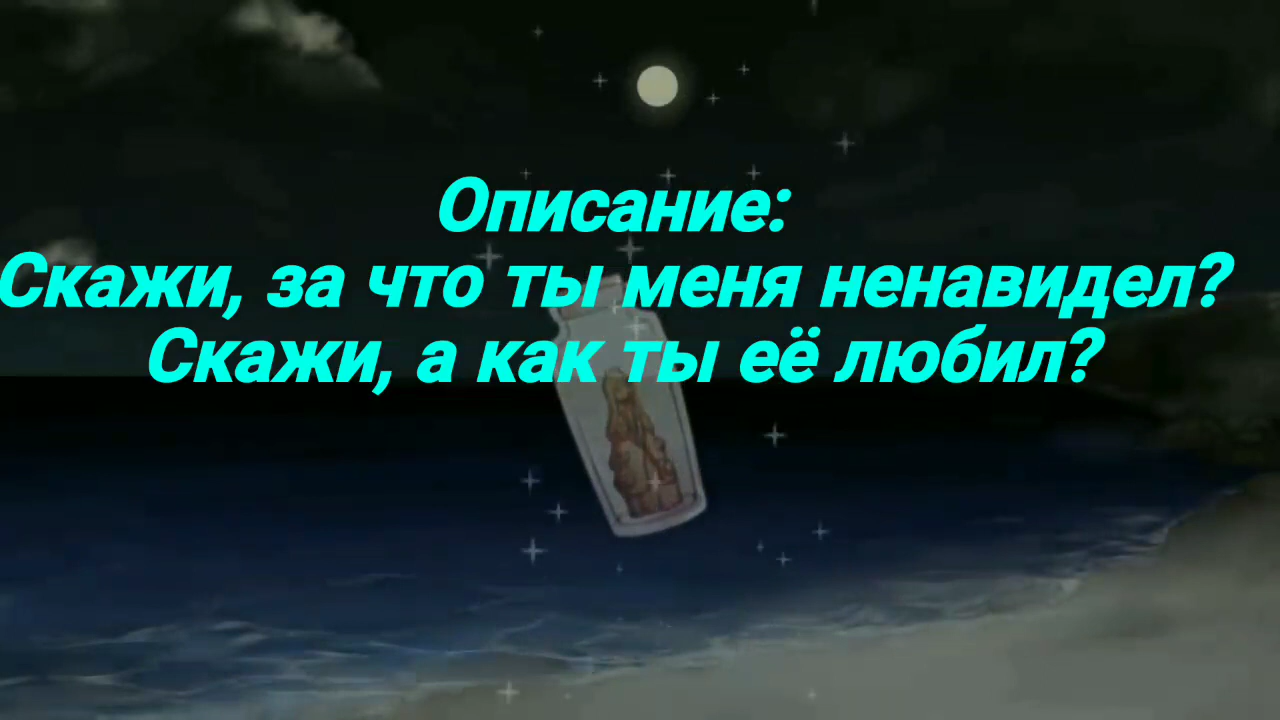 Описание:
Скажи, за что ты меня ненавидел?
Скажи, а как ты её любил?